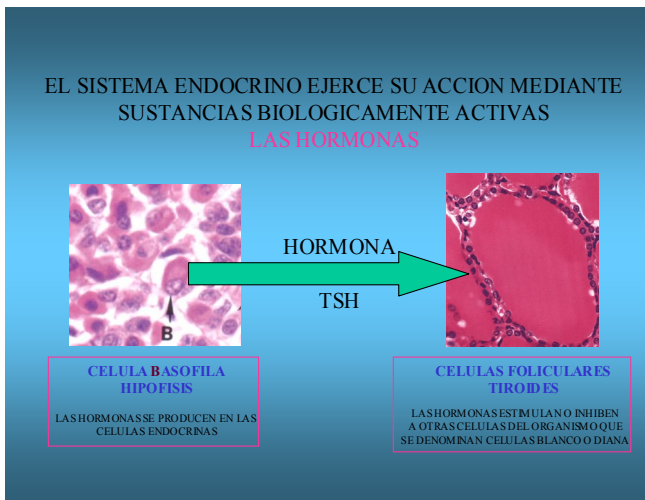 EL SISTEMA ENDOCRINO EJERCE SU ACCION MEDIANTE
SUSTANCIAS BIOLOGICAMENTE ACTIVAS
LAS HORMONAS
HORMONA
TSH
B
CELULA BASOFILA
HIPOFISIS
LAS HORMONAS SE PRODUCEN EN LAS
CELULAS ENDOCRINAS
CELULAS FOLICULARES
TIROIDES
LAS HORMONAS ESTIMULAN O INHIBEN
A OTRAS CELULAS DEL ORGANISMO QUE
SE DENOMINAN CELULAS BLANCO O DIANA